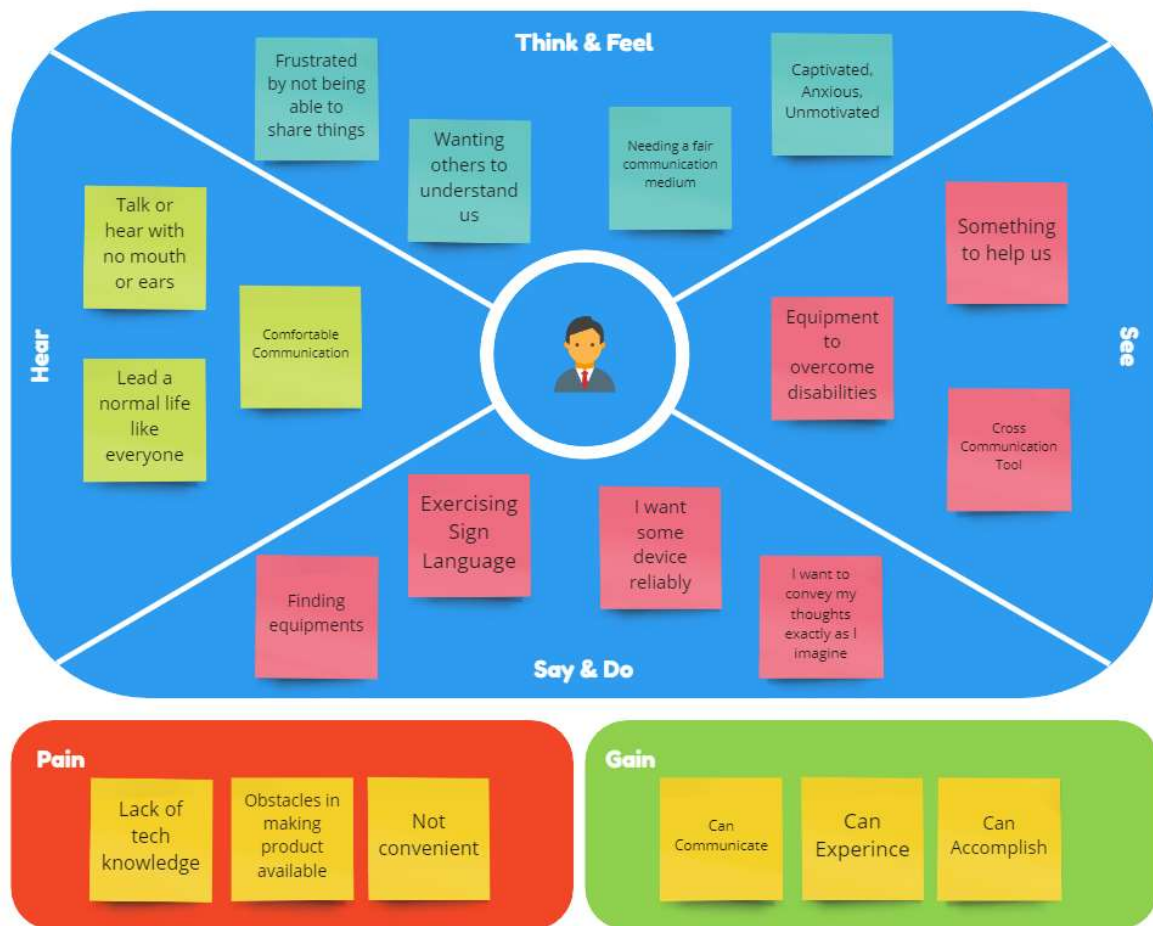 Think & Feel
Frustrated
by not being
able to
share things
Wanting
others to
understand
us
Needing a fair
communication
medium
Captivated,
Anxious,
Unmotivated
Hear
Talk or
hear with
no mouth
or ears
Comfortable
Communication
Lead a
normal life
like
everyone
See
Something
to help us
Equipment
to
overcome
disabilities
Cross
Communication
Tool
Exercising
Sign
Language
I want
some
device
reliably
Finding
equipments
I want to
convey my
thoughts
exactly as I
imagine
Say & Do
Pain
Lack of
tech
knowledge
Obstacles in
making
product
available
Not
convenient
Gain
Can
Communicate
Can
Experince
Can
Accomplish